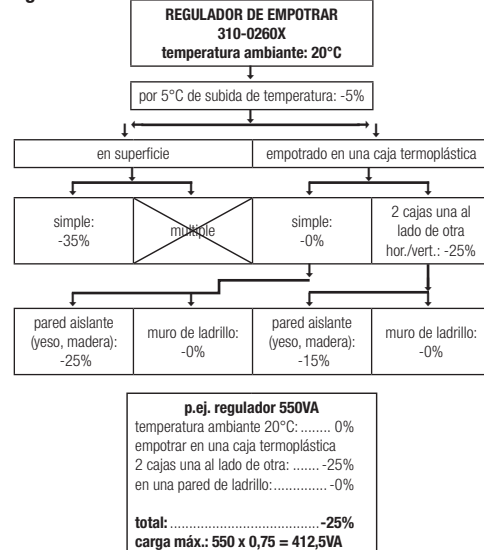 REGULADOR DE EMPOTRAR
310-0260X
temperatura ambiente: 20°C
por 5°C de subida de temperatura: -5%
en superficie
empotrado en una caja termoplástica
simple:
-35%
multiple
simple:
-0%
2 cajas una al
lado de otra
hor./vert.: -25%
pared aislante
(yeso, madera):
-25%
muro de ladrillo:
-0%
pared aislante
(yeso, madera):
-15%
muro de ladrillo:
-0%
p.ej. regulador 550VA
temperatura ambiente 20°C: ........ 0%
empotrar en una caja termoplástica
2 cajas una al lado de otra: ....... -25%
en una pared de ladrillo:.............. -0%
total: .....................................-25%
carga máx.: 550 x 0,75 = 412,5VA